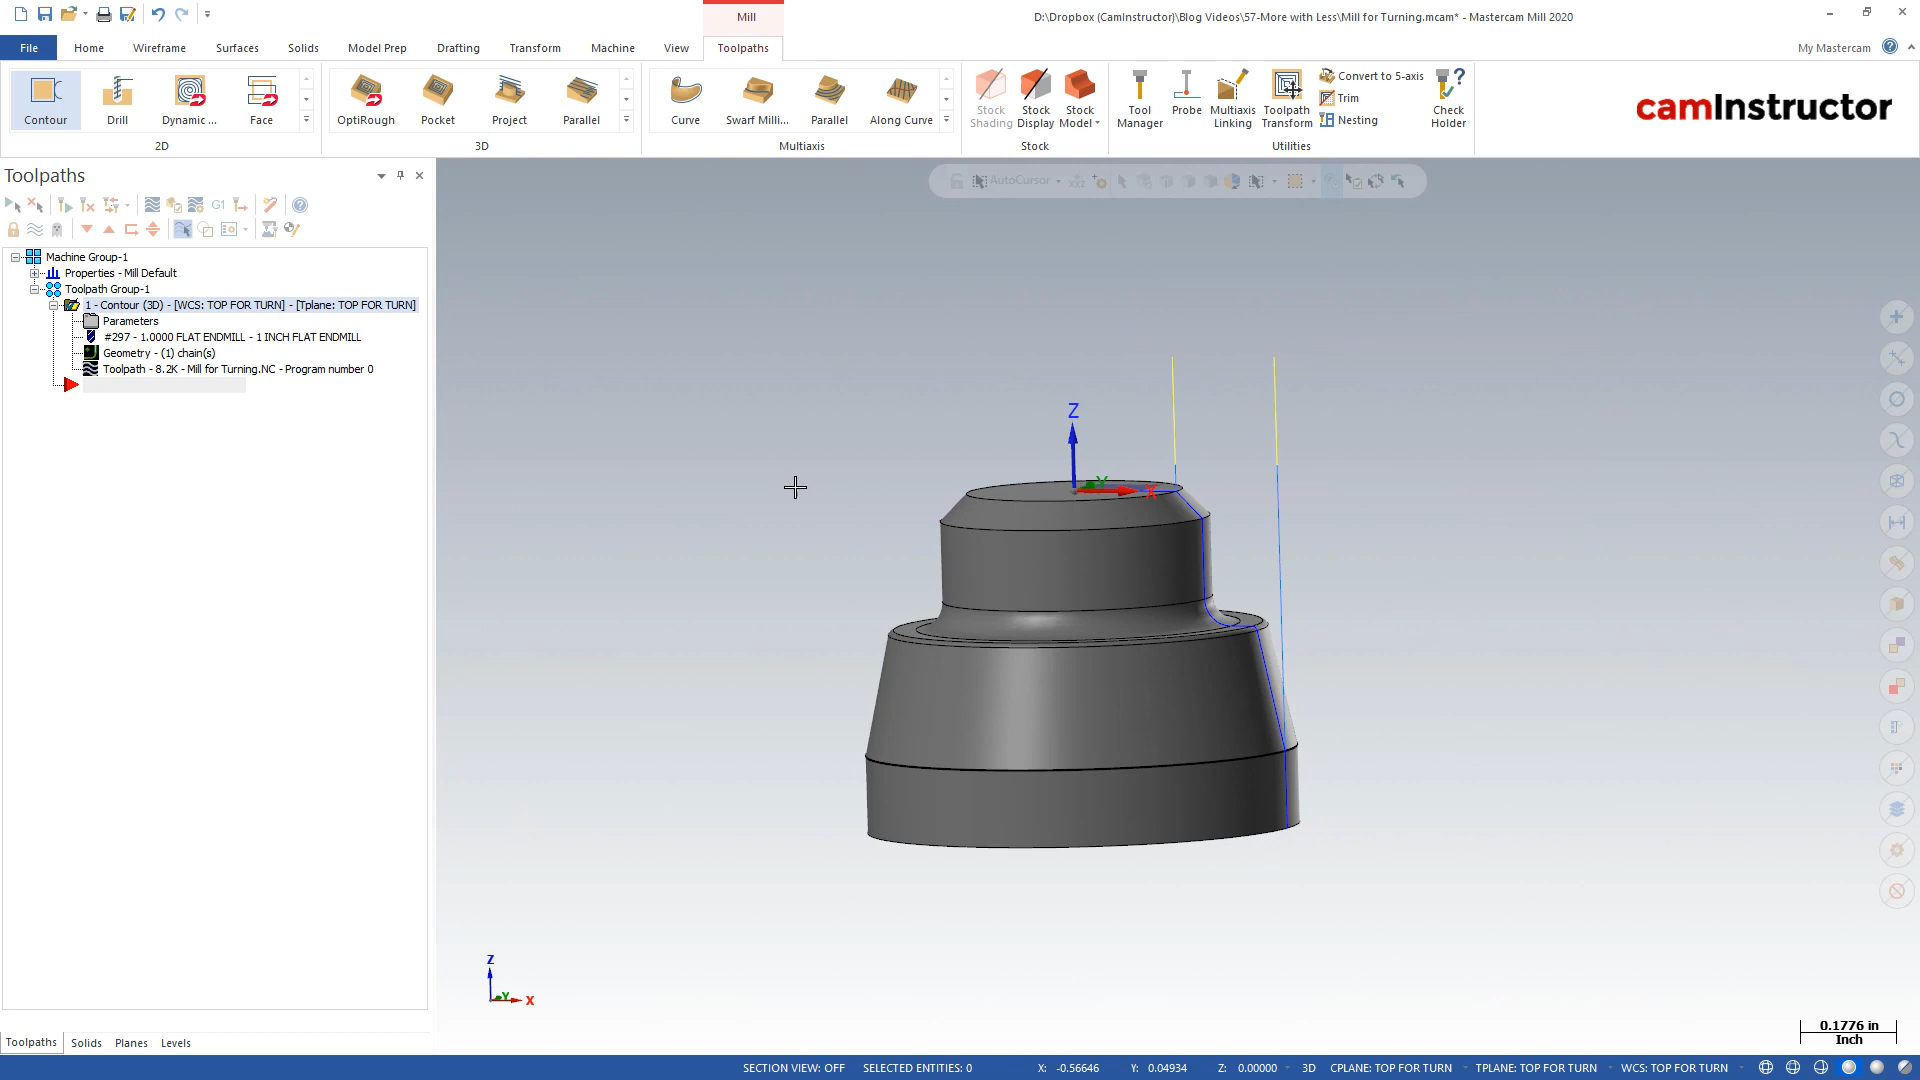 Mill
D:\Dropbox (CamInstructor)\Blog Videos\57-More with Less\Mill for Turning.mcam* - Mastercam Mill 2020
File
Home
Wireframe
Surfaces
Solids
Model Prep
Drafting
Transform
Machine
View
Toolpaths
My Mastercam
Contour
Drill
Dynamic ...
Face
2D
OptiRough
Pocket
Project
Parallel
3D
Curve
Swarf Milli...
Parallel
Along Curve
Multiaxis
Stock Shading
Stock Display
Stock Model
Stock
Tool Manager
Probe
Multiaxis Linking
Toolpath Transform
Convert to 5-axis
Trim
Nesting
Utilities
Check Holder
camInstructor
Toolpaths
AutoCursor
G1
Machine Group-1
Properties - Mill Default
Toolpath Group-1
1 - Contour (3D) - [WCS: TOP FOR TURN] - [Tplane: TOP FOR TURN]
Parameters
#297 - 1.0000 FLAT ENDMILL - 1 INCH FLAT ENDMILL
Geometry - (1) chain(s)
Toolpath - 8.2K - Mill for Turning.NC - Program number 0
Z
Y
X
Z
Y
X
0.1776 in
Inch
Toolpaths
Solids
Planes
Levels
SECTION VIEW: OFF
SELECTED ENTITIES: 0
X: -0.56646
Y: 0.04934
Z: 0.00000
3D
CPLANE: TOP FOR TURN
TPLANE: TOP FOR TURN
WCS: TOP FOR TURN